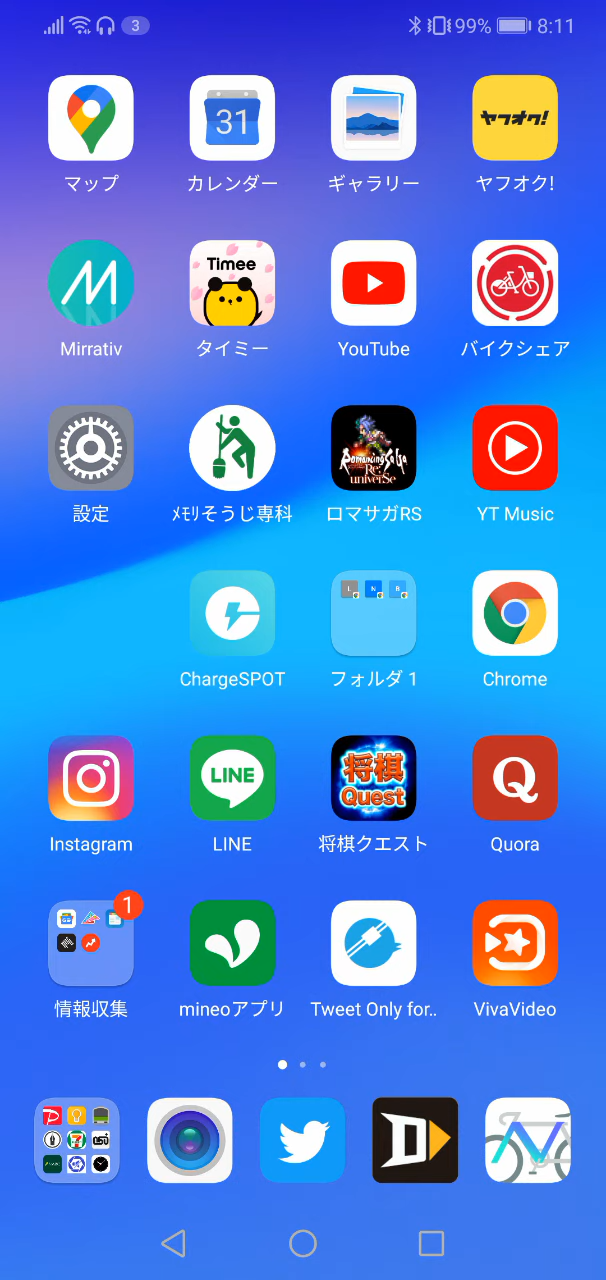 3 99% 8:11
31 ヤフオク!
マップ カレンダー ギャラリー ヤフオク!
Timee
Mirrativ タイミー YouTube バイクシェア
Romancing SaGa
Re:
univerSe
設定 ﾒﾓﾘそうじ専科 ロマサガRS YT Music
L N B
ChargeSPOT フォルダ 1 Chrome
LINE 将棋 Quest Q
Instagram LINE 将棋クエスト Quora
1
情報収集 mineoアプリ Tweet Only for.. VivaVideo